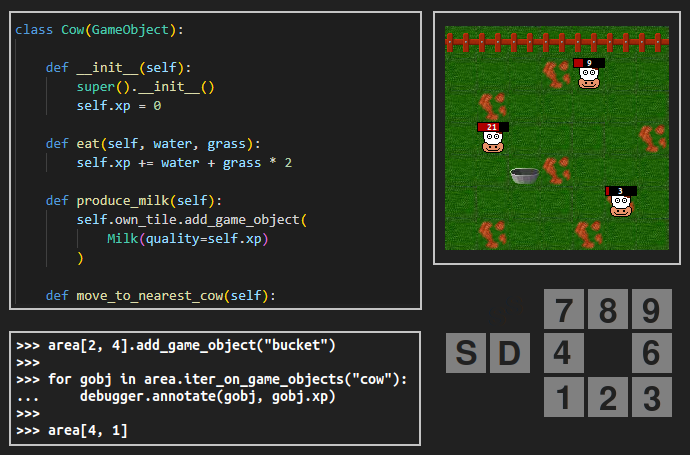 class Cow(GameObject):
def __init__(self):
super().__init__()
self.xp = 0
def eat(self, water, grass):
self.xp += water + grass * 2
def produce_milk(self):
self.own_tile.add_game_object(
Milk(quality=self.xp)
)
def move_to_nearest_cow(self):
>>> area[2, 4].add_game_object("bucket")
>>>
>>> for gobj in area.iter_on_game_objects("cow"):
... debugger.annotate(gobj, gobj.xp)
>>>
>>> area[4, 1]
9
21
3
7 8 9
S D 4 6
1 2 3